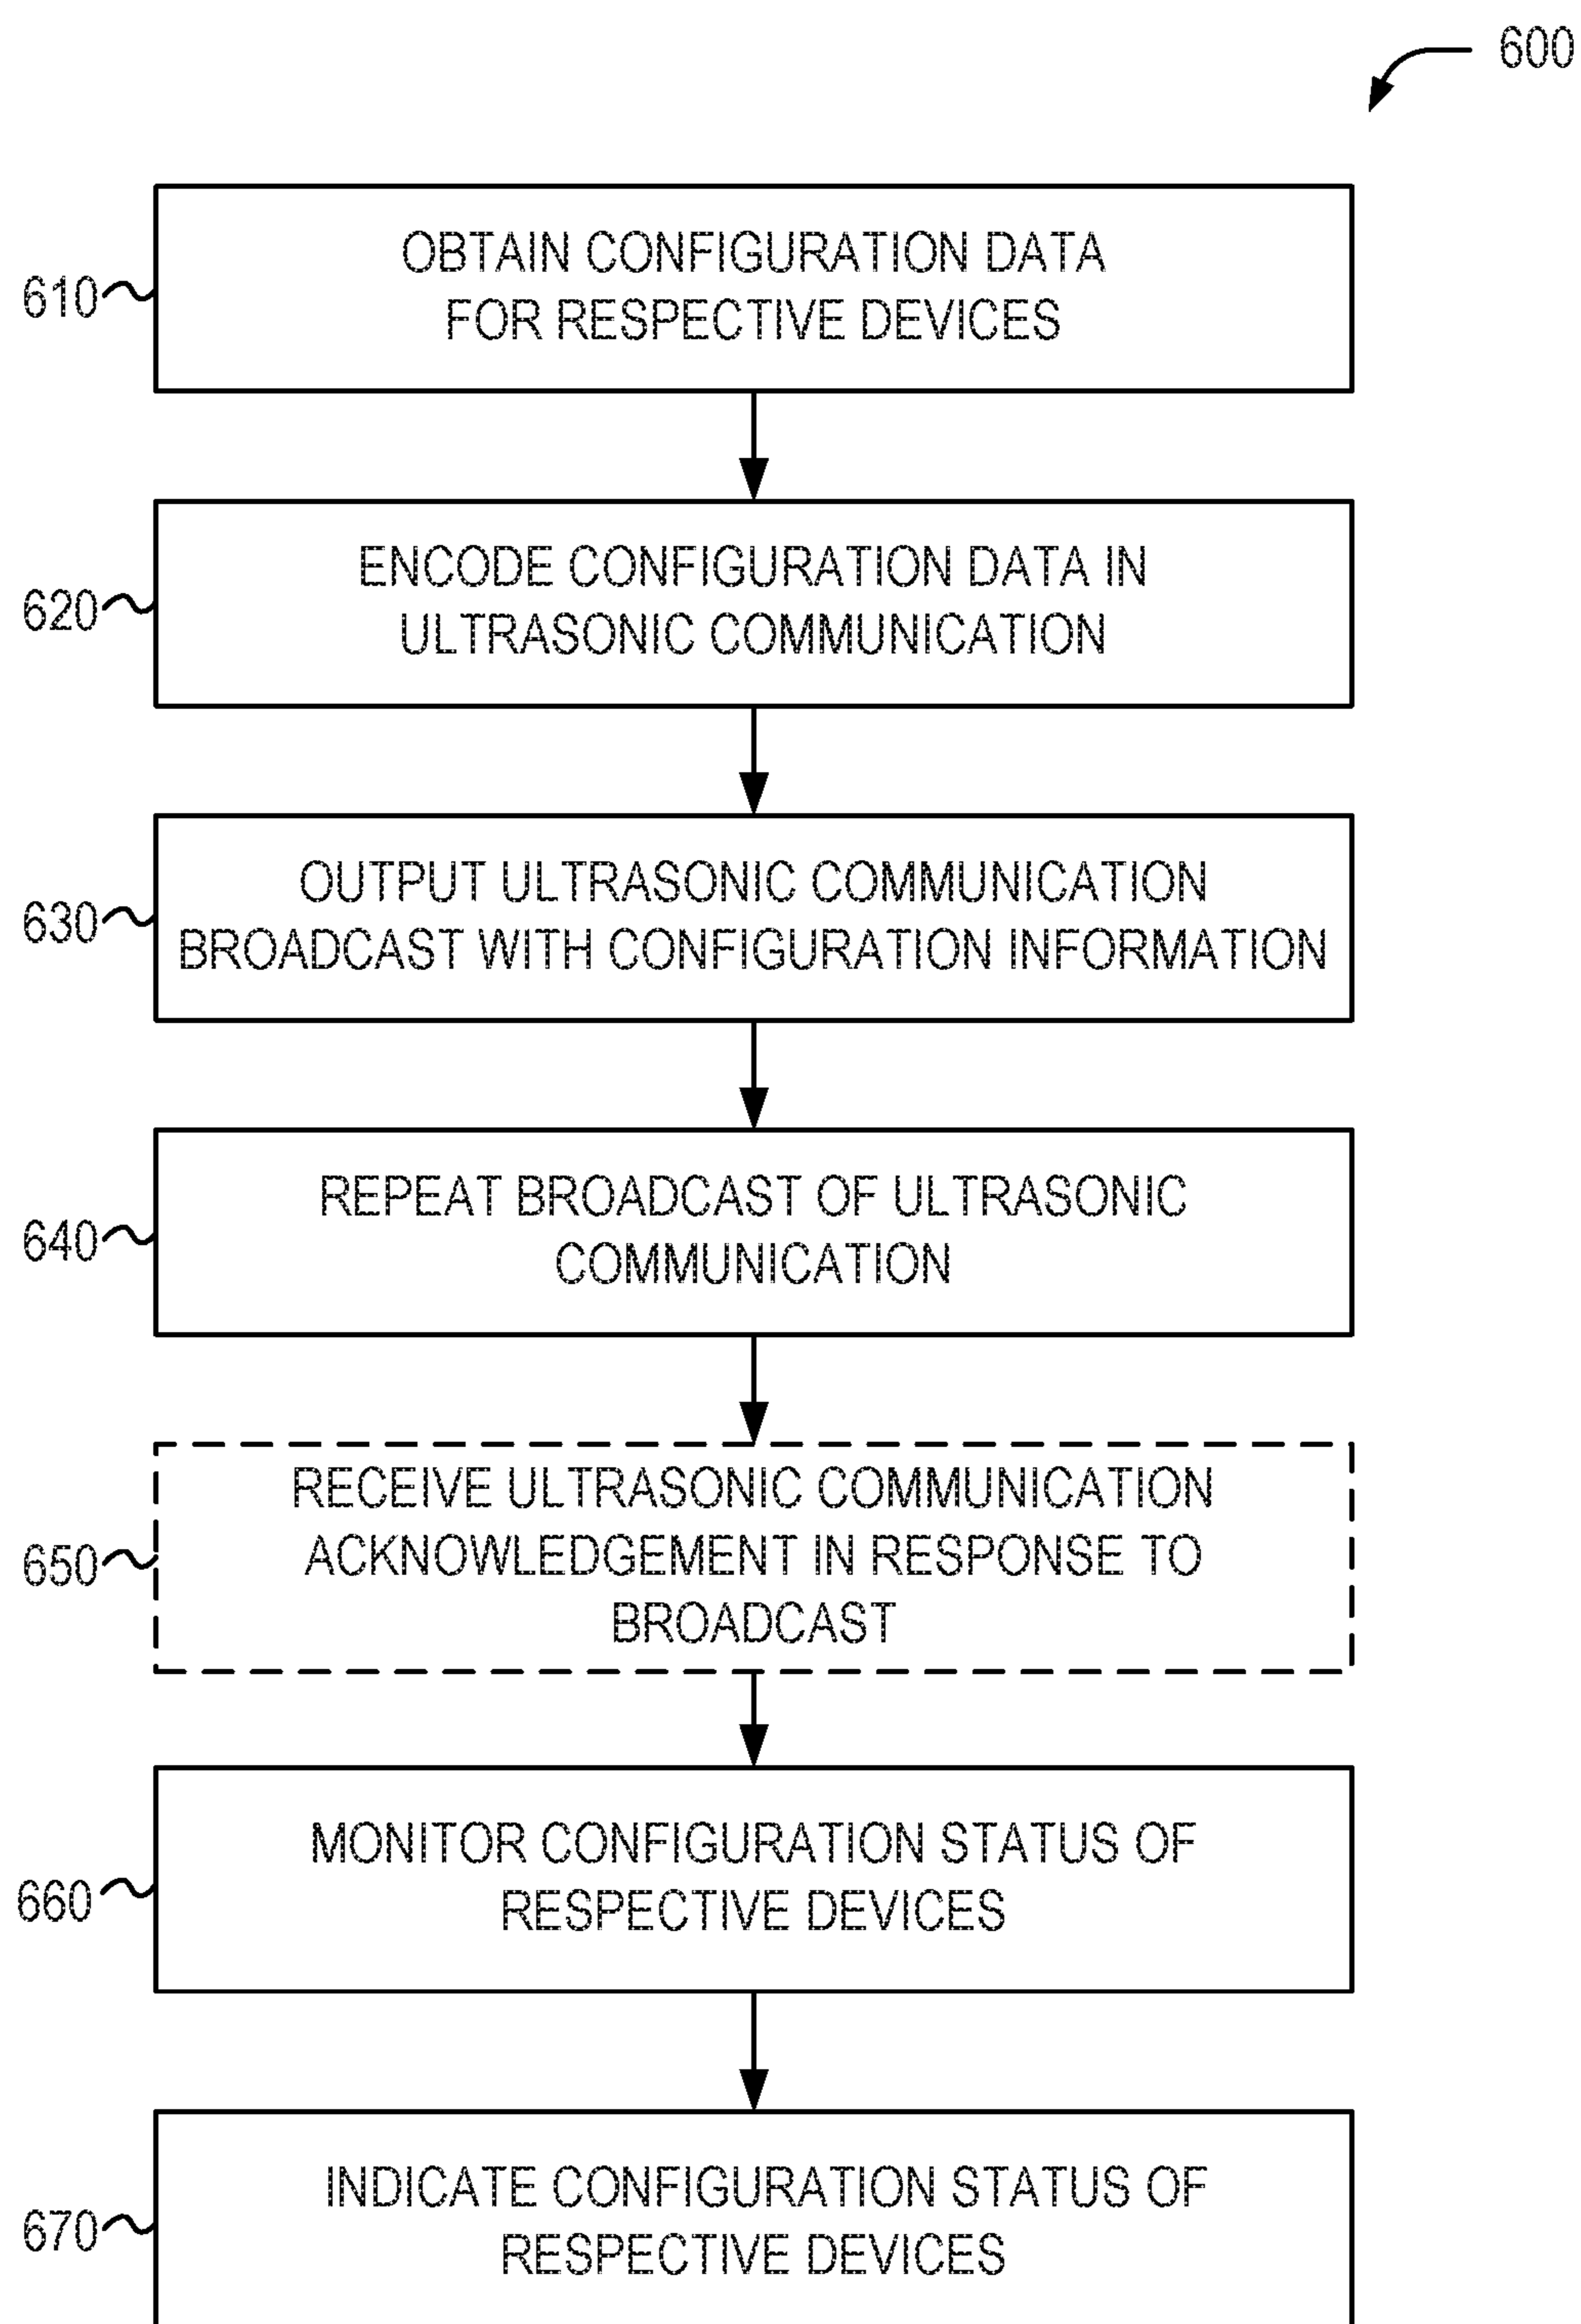 600
OBTAIN CONFIGURATION DATA
FOR RESPECTIVE DEVICES
610
ENCODE CONFIGURATION DATA IN
ULTRASONIC COMMUNICATION
620
OUTPUT ULTRASONIC COMMUNICATION
BROADCAST WITH CONFIGURATION INFORMATION
630
REPEAT BROADCAST OF ULTRASONIC
COMMUNICATION
640
RECEIVE ULTRASONIC COMMUNICATION
ACKNOWLEDGEMENT IN RESPONSE TO
BROADCAST
650
MONITOR CONFIGURATION STATUS OF
RESPECTIVE DEVICES
660
INDICATE CONFIGURATION STATUS OF
RESPECTIVE DEVICES
670